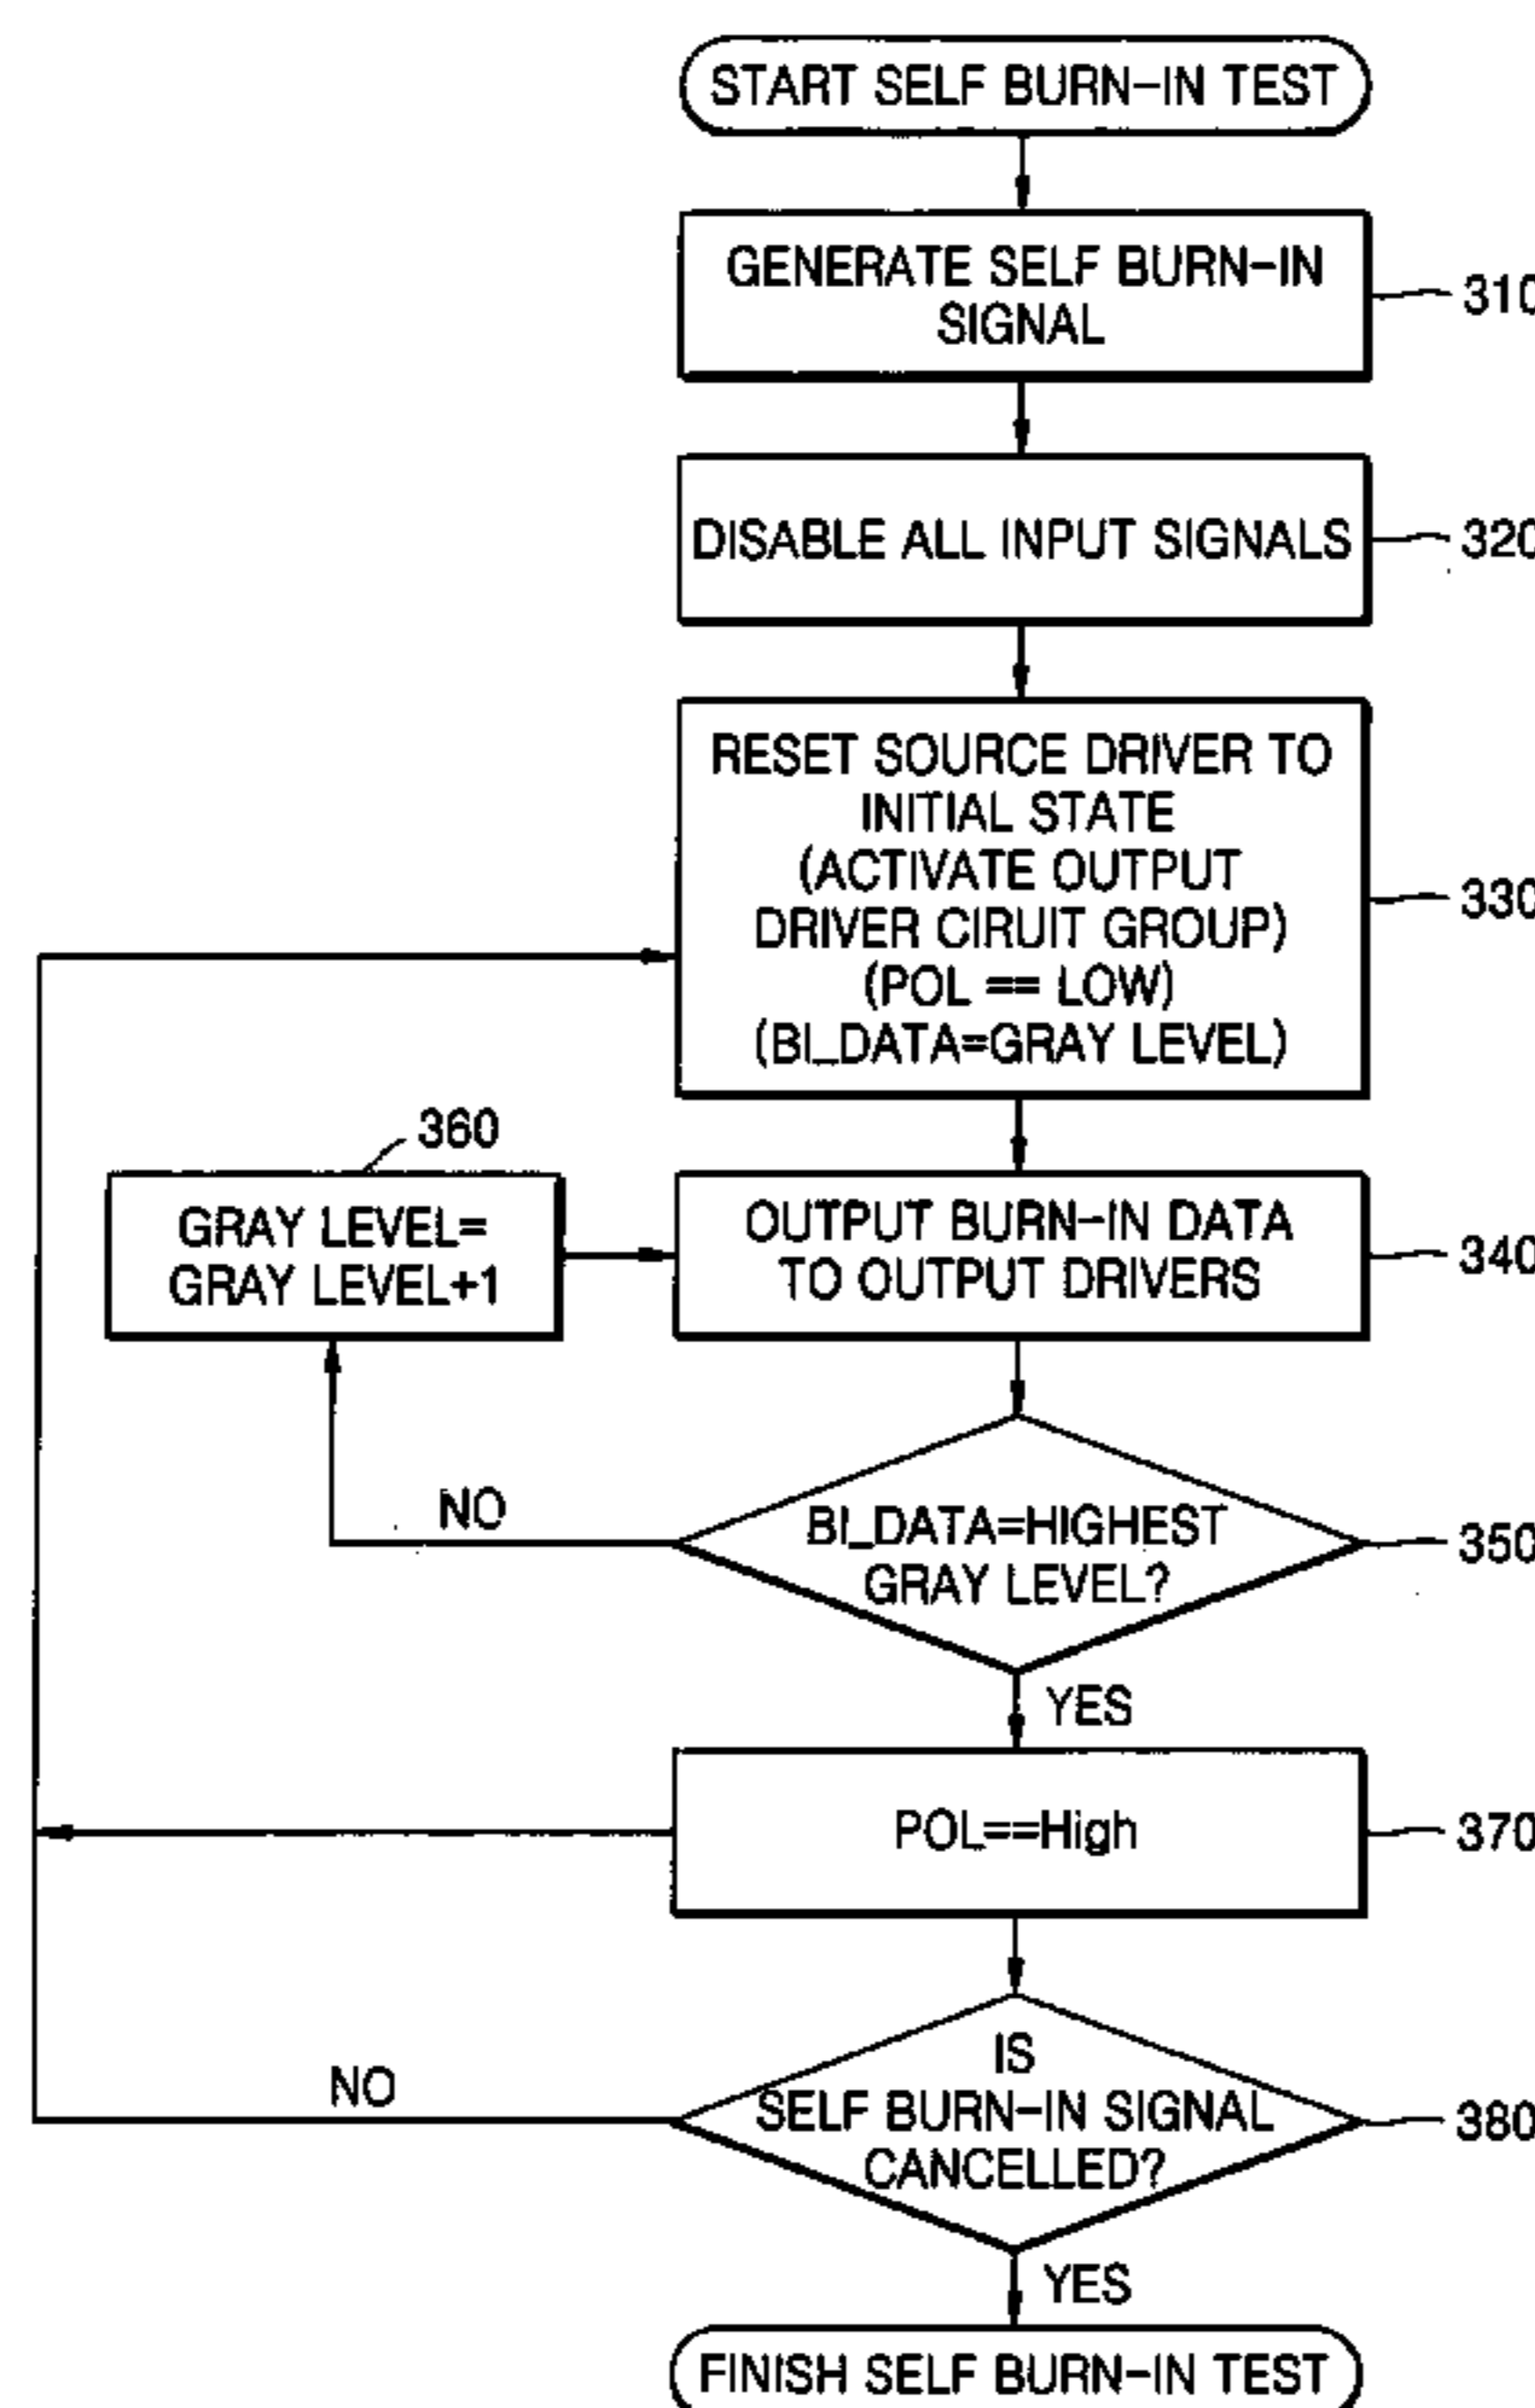 START SELF BURN-IN TEST
GENERATE SELF BURN-IN
SIGNAL
310
DISABLE ALL INPUT SIGNALS
320
RESET SOURCE DRIVER TO
INITIAL STATE
(ACTIVATE OUTPUT
DRIVER CIRUIT GROUP)
(POL == LOW)
(BI_DATA=GRAY LEVEL)
330
360
GRAY LEVEL=
GRAY LEVEL+1
OUTPUT BURN-IN DATA
TO OUTPUT DRIVERS
340
NO
BI_DATA=HIGHEST
GRAY LEVEL?
350
YES
POL==High
370
NO
IS
SELF BURN-IN SIGNAL
CANCELLED?
380
YES
FINISH SELF BURN-IN TEST